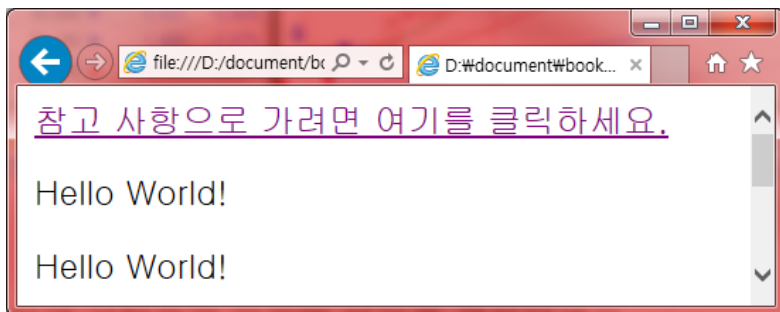 file:///D:/document/bo
D:₩document₩book...
참고 사항으로 가려면 여기를 클릭하세요.
Hello World!
Hello World!